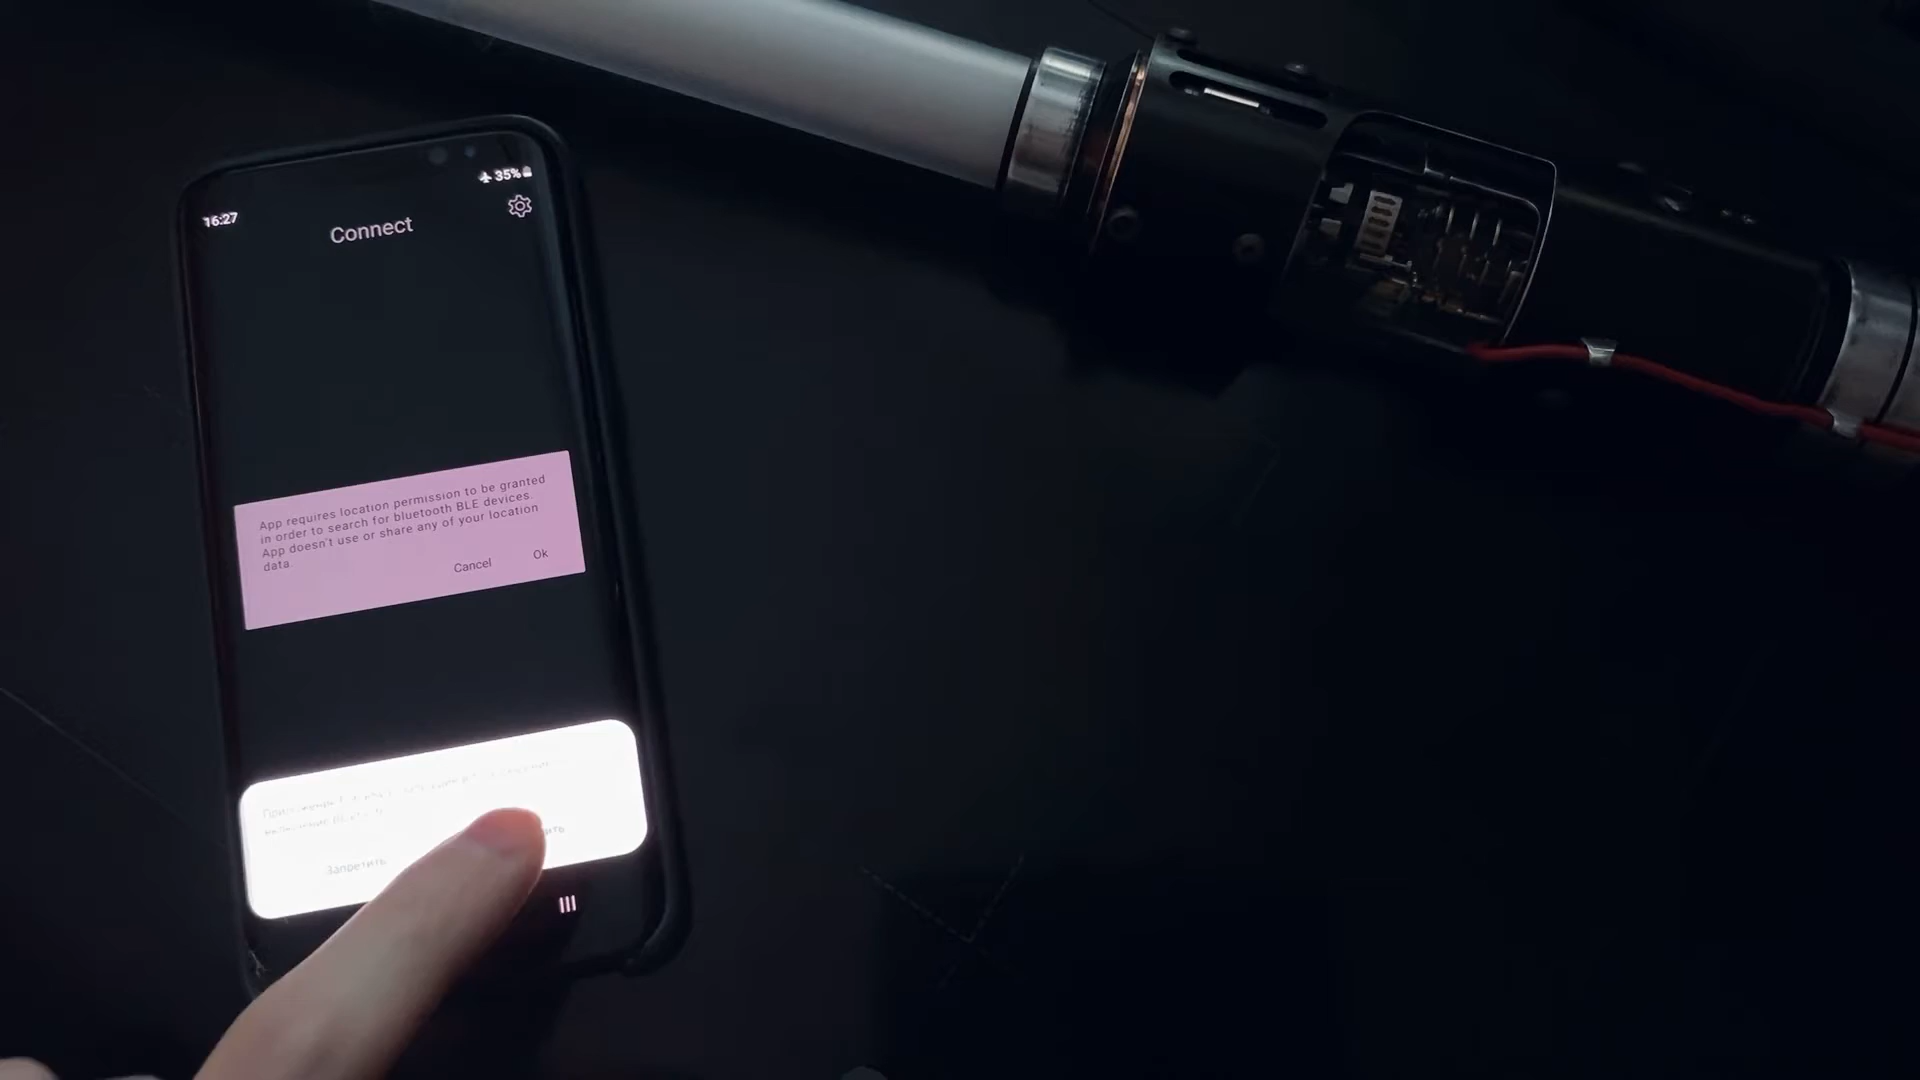 35%
16:27
Connect
App requires location permission to be granted
in order to search for bluetooth BLE devices.
App doesn't use or share any of your location
data.
Cancel Ok
Запретить